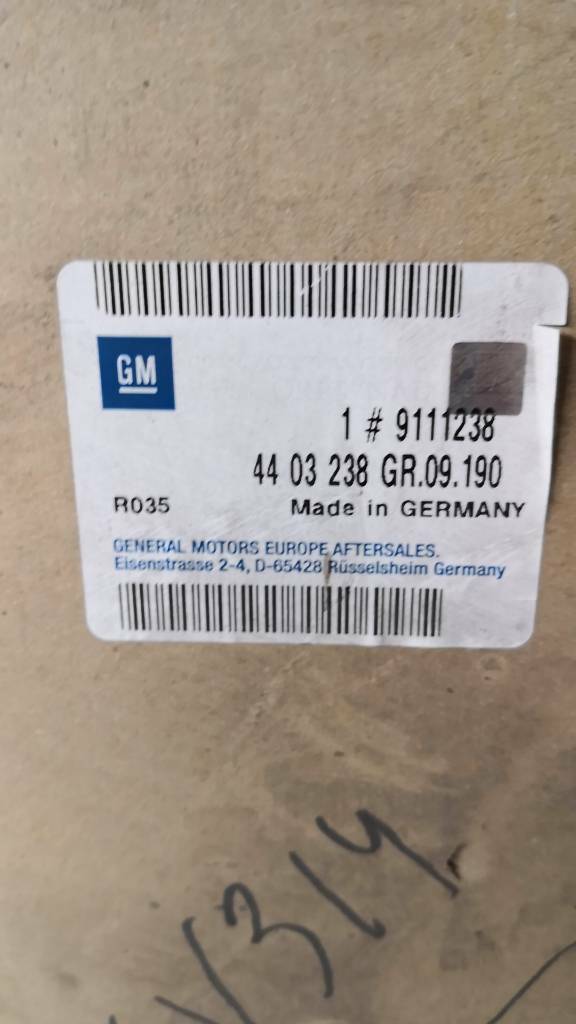 GM
1 # 9111238
44 03 238 GR.09.190
R035 Made in GERMANY
GENERAL MOTORS EUROPE AFTERSALES.
Eisenstrasse 2-4, D-65428 Rüsselsheim Germany
V314